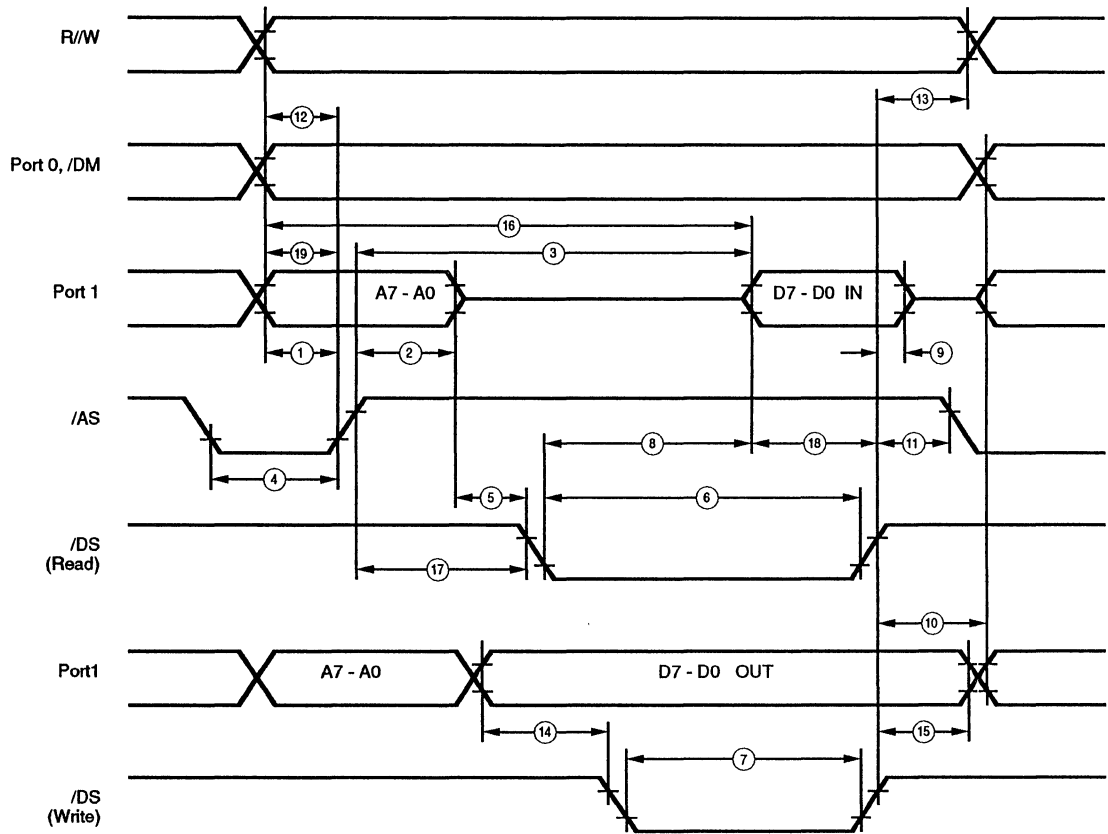 R//W
13
12
Port 0, /DM
16
19
3
Port 1
A7 - A0
D7 - D0 IN
1
2
9
/AS
8
18
11
4
5
6
/DS
(Read)
17
10
Port1
A7 - A0
D7 - D0 OUT
14
15
7
/DS
(Write)